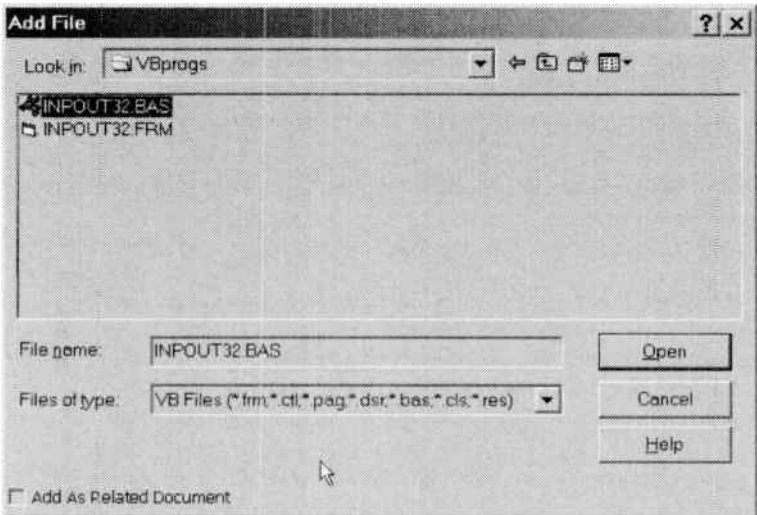 Add File
Look in: VBprogs
INPOUT32.BAS
INPOUT32.FRM
File name: INPOUT32.BAS Open
Files of type: VB Files (*.frm,*.ctl,*.pag,*.dsr,*.bas,*.cls,*.res) Cancel
Help
Add As Related Document